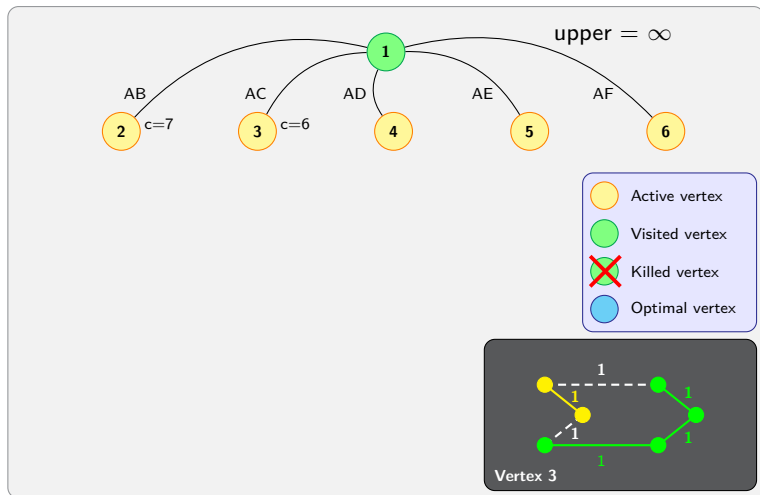 upper = ∞
1
AB
AC
AD
AE
AF
2
c=7
3
c=6
4
5
6
Active vertex
Visited vertex
Killed vertex
Optimal vertex
1
1
1
1
1
1
Vertex 3